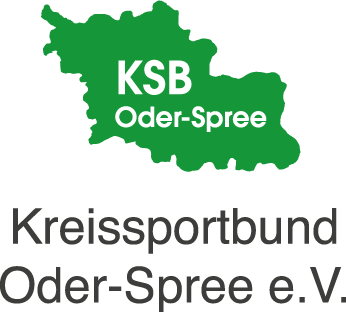 KSB
Oder-Spree
Kreissportbund
Oder-Spree e.V.